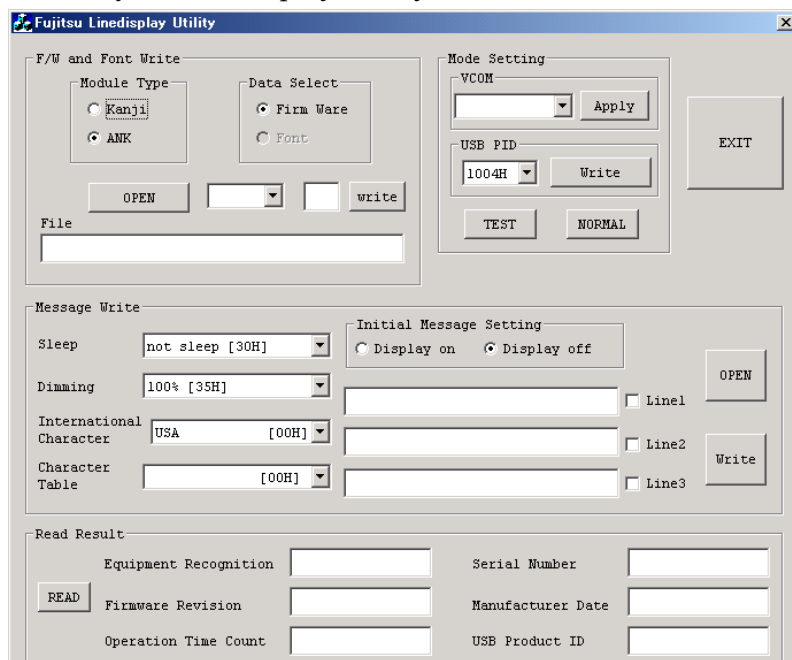 Fujitsu Linedisplay Utility
F/W and Font Write
Module Type
Kanji
ANK
Data Select
Firm Ware
Font
OPEN
write
File
Mode Setting
VCOM
Apply
USB PID
1004H
Write
TEST
NORMAL
EXIT
Message Write
Sleep
not sleep [30H]
Dimming
100% [35H]
International
Character
USA [00H]
Character
Table
[00H]
Initial Message Setting
Display on
Display off
Line1
Line2
Line3
OPEN
Write
Read Result
READ
Equipment Recognition
Firmware Revision
Operation Time Count
Serial Number
Manufacturer Date
USB Product ID